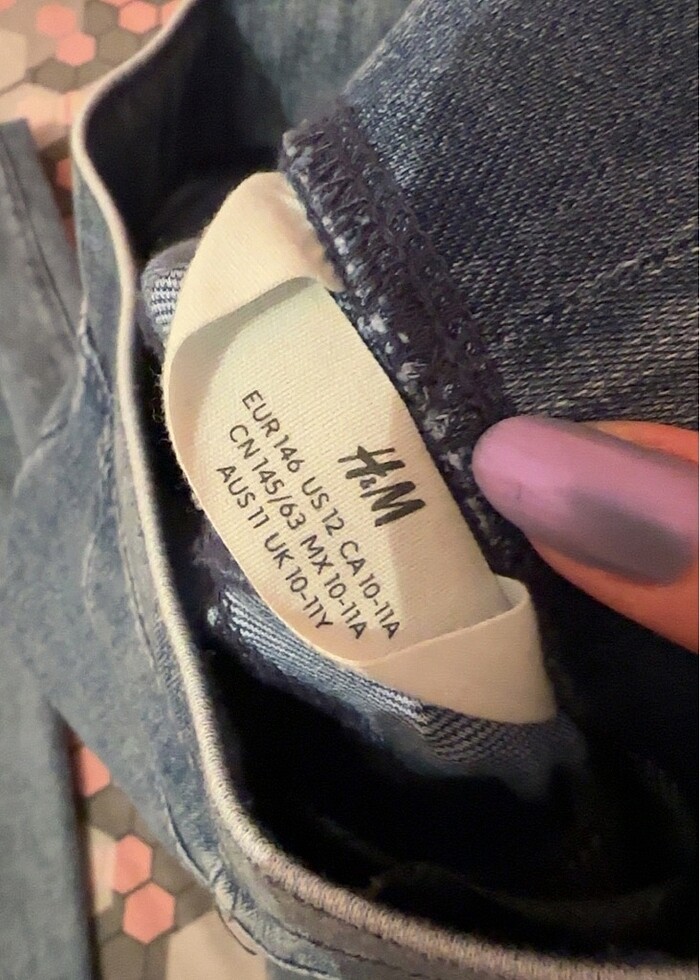 H&M
EUR 146 US 12 CA 10-11A
CN 145/63 MX 10-11A
AUS 11 UK 10-11Y